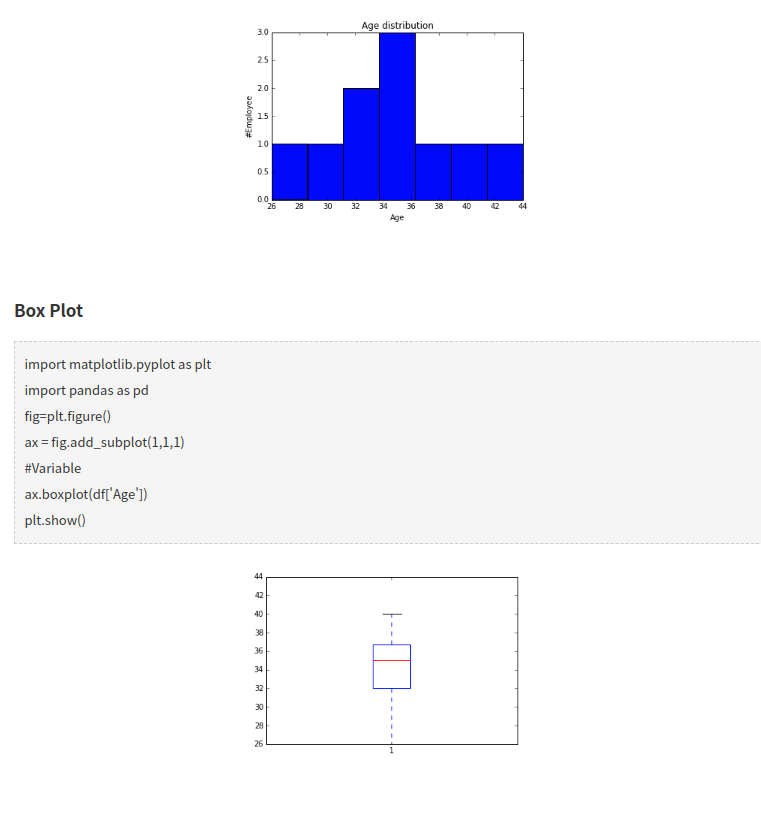 Age distribution
3.0
2.5
2.0
1.5
1.0
0.5
0.0
#Employee
26 28 30 32 34 36 38 40 42 44
Age
Box Plot
import matplotlib.pyplot as plt
import pandas as pd
fig=plt.figure()
ax = fig.add_subplot(1,1,1)
#Variable
ax.boxplot(df['Age'])
plt.show()
44
42
40
38
36
34
32
30
28
26
1